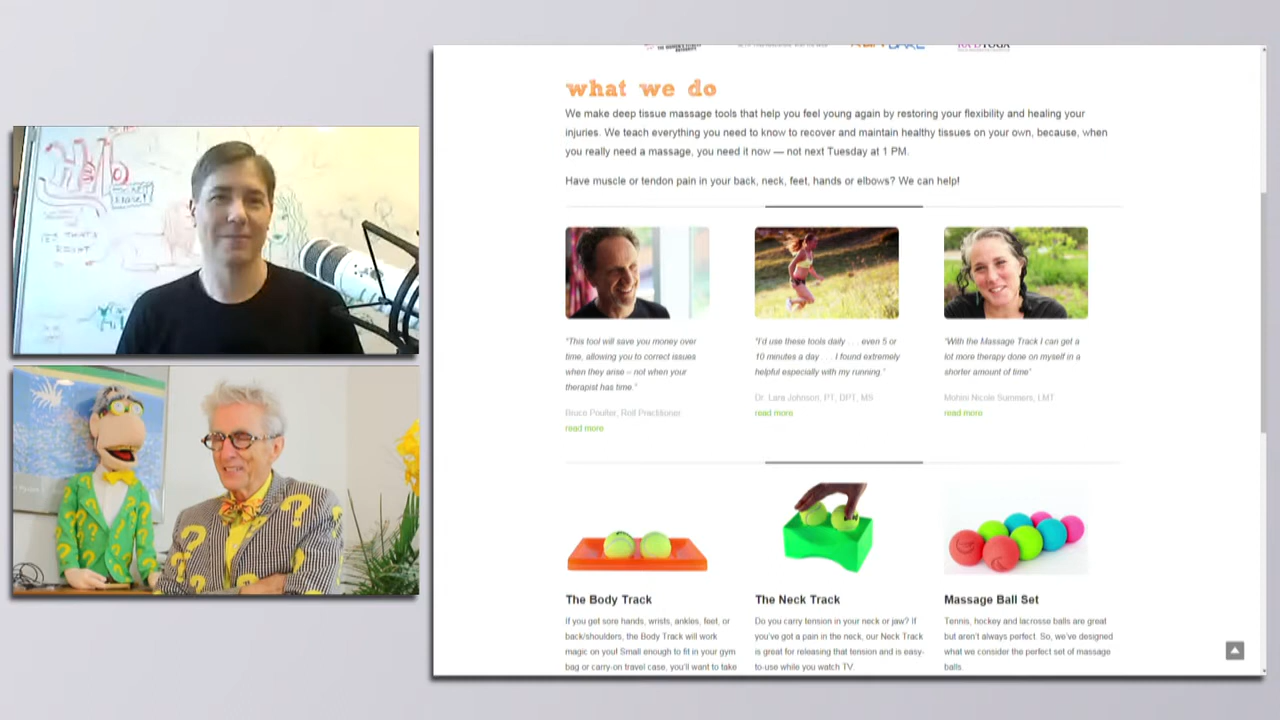 THE WOMEN'S FITNESS
UNIVERSITY
what we do
We make deep tissue massage tools that help you feel young again by restoring your flexibility and healing your
injuries. We teach everything you need to know to recover and maintain healthy tissues on your own, because, when
you really need a massage, you need it now — not next Tuesday at 1 PM.
Have muscle or tendon pain in your back, neck, feet, hands or elbows? We can help!
"This tool will save you money over
time, allowing you to correct issues
when they arise – not when your
therapist has time."
Bruce Poulter, Rolf Practitioner
read more
"I'd use these tools daily . . . even 5 or
10 minutes a day . . . I found extremely
helpful especially with my running."
Dr. Lara Johnson, PT, DPT, MS
read more
"With the Massage Track I can get a
lot more therapy done on myself in a
shorter amount of time"
Mohini Nicole Summers, LMT
read more
The Body Track
If you get sore hands, wrists, ankles, feet, or
back/shoulders, the Body Track will work
magic on you! Small enough to fit in your gym
bag or carry-on travel case, you'll want to take
The Neck Track
Do you carry tension in your neck or jaw? If
you've got a pain in the neck, our Neck Track
is great for releasing that tension and is easy-
to-use while you watch TV.
Massage Ball Set
Tennis, hockey and lacrosse balls are great
but aren't always perfect. So, we've designed
what we consider the perfect set of massage
balls.